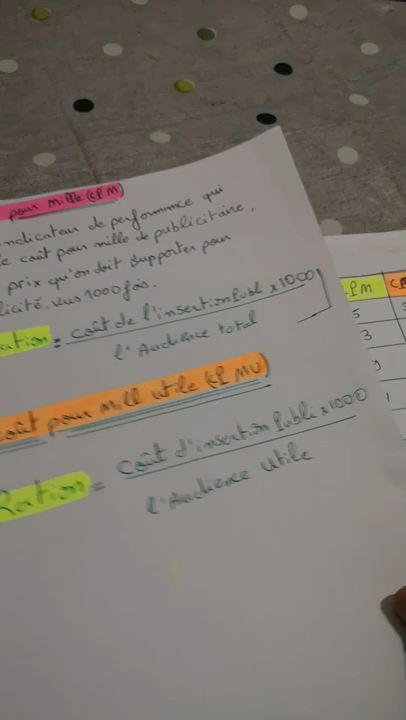 pour Mille (CPM)
indicateur de performance qui
le coût pour mille de publicitaire,
prix qu'on doit supporter pour
licité, vus 1000 fois.
ation = coût de l'insertion Publ x 1000
l'Audience total
coût pour mill utile (CPMU)
Ration = coût d'insertion Publi x 1000
l'Audience utile
PM
5
3